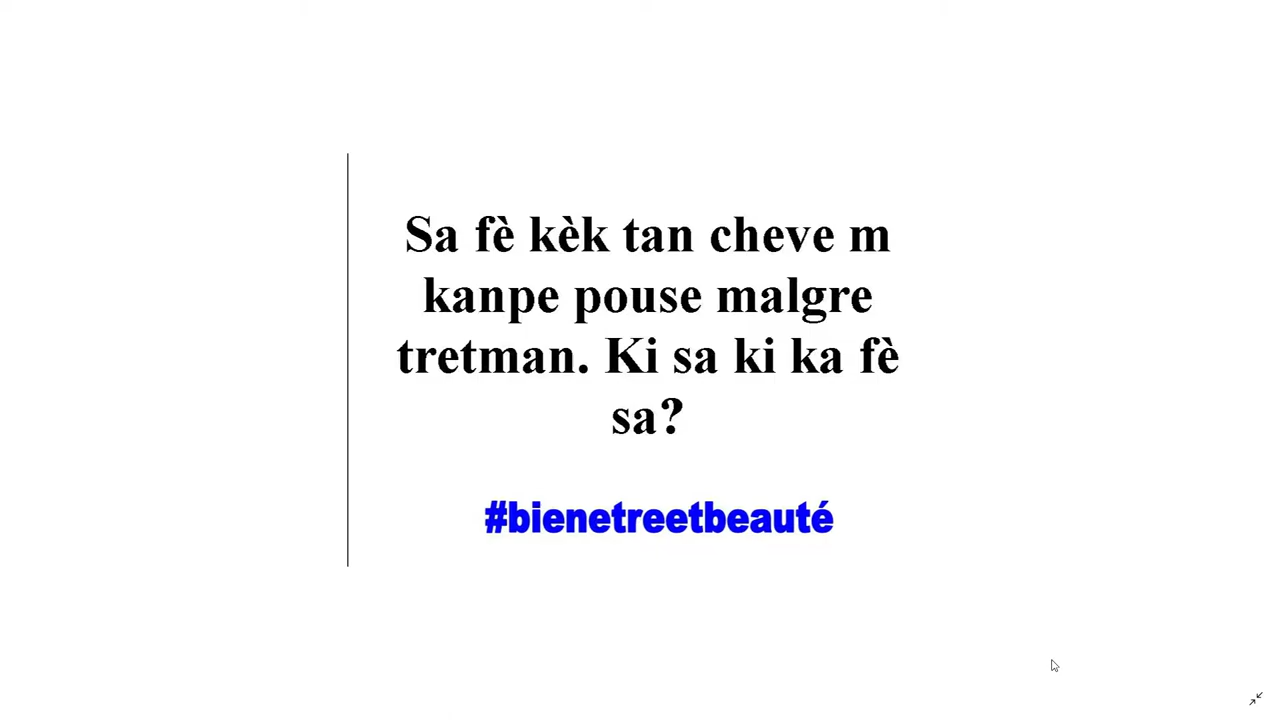 Sa fè kèk tan cheve m
kanpe pouse malgre
tretman. Ki sa ki ka fè
sa?
#bienetreetbeauté